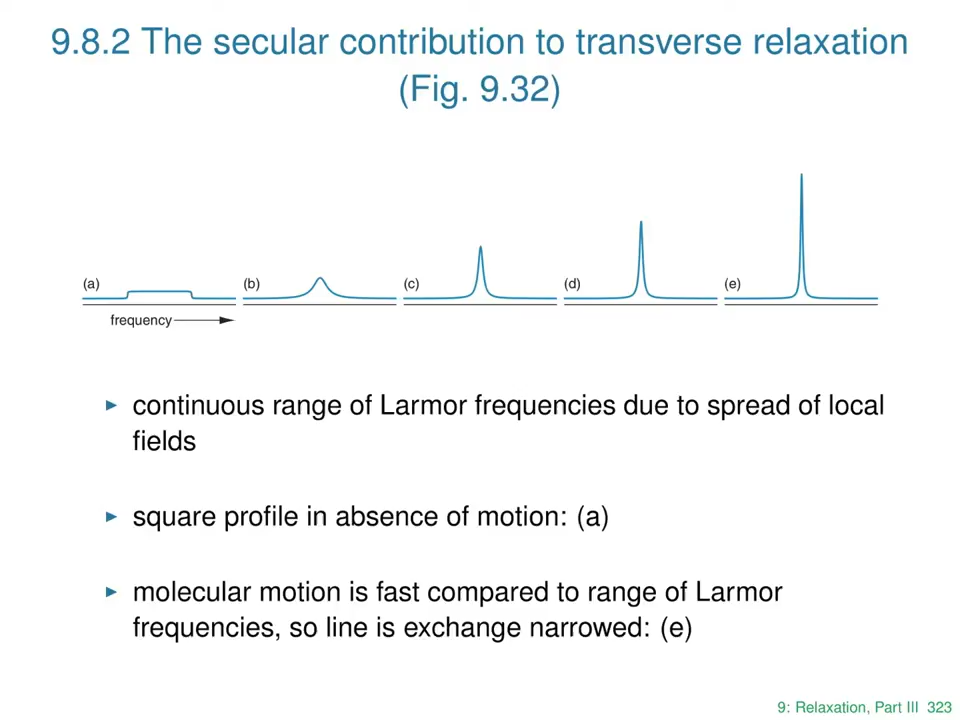 9.8.2 The secular contribution to transverse relaxation
(Fig. 9.32)
(a) (b) (c) (d) (e)
frequency
▶ continuous range of Larmor frequencies due to spread of local
fields
▶ square profile in absence of motion: (a)
▶ molecular motion is fast compared to range of Larmor
frequencies, so line is exchange narrowed: (e)
9: Relaxation, Part III 323